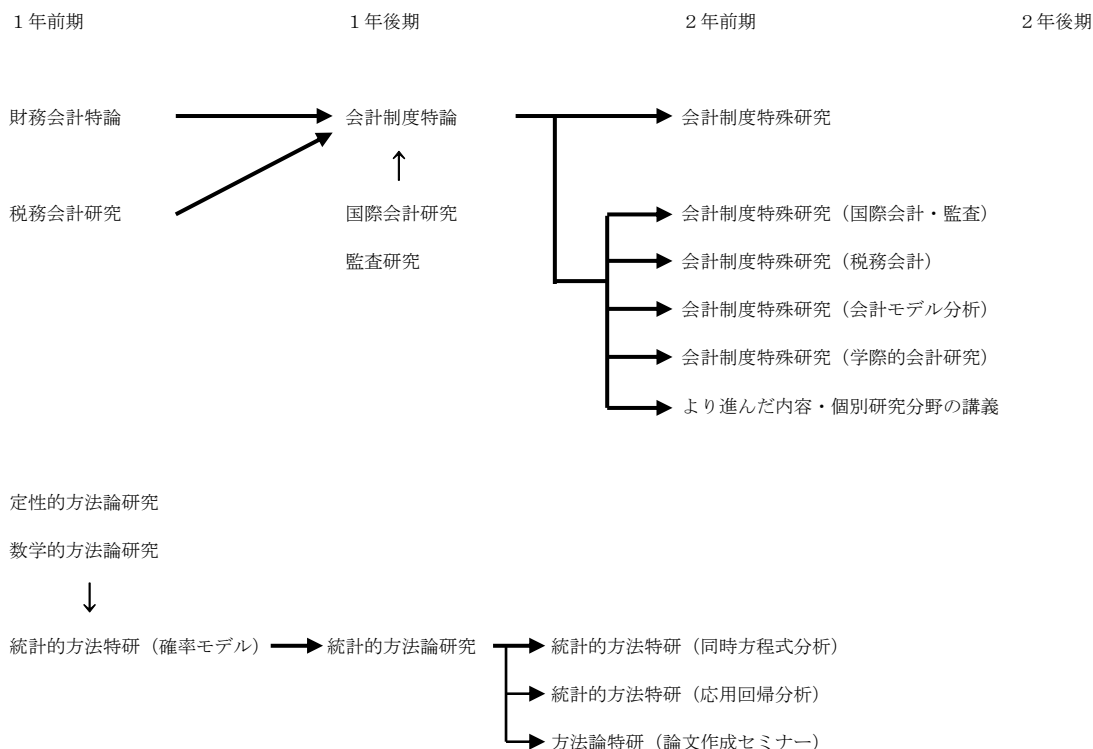 １年前期　１年後期　２年前期　２年後期
財務会計特論　会計制度特論　会計制度特殊研究
税務会計研究　国際会計研究　会計制度特殊研究（国際会計・監査）
監査研究　会計制度特殊研究（税務会計）
会計制度特殊研究（会計モデル分析）
会計制度特殊研究（学際的会計研究）
より進んだ内容・個別研究分野の講義
定性的方法論研究
数学的方法論研究
統計的方法特研（確率モデル）　統計的方法論研究　統計的方法特研（同時方程式分析）
統計的方法特研（応用回帰分析）
方法論特研（論文作成セミナー）